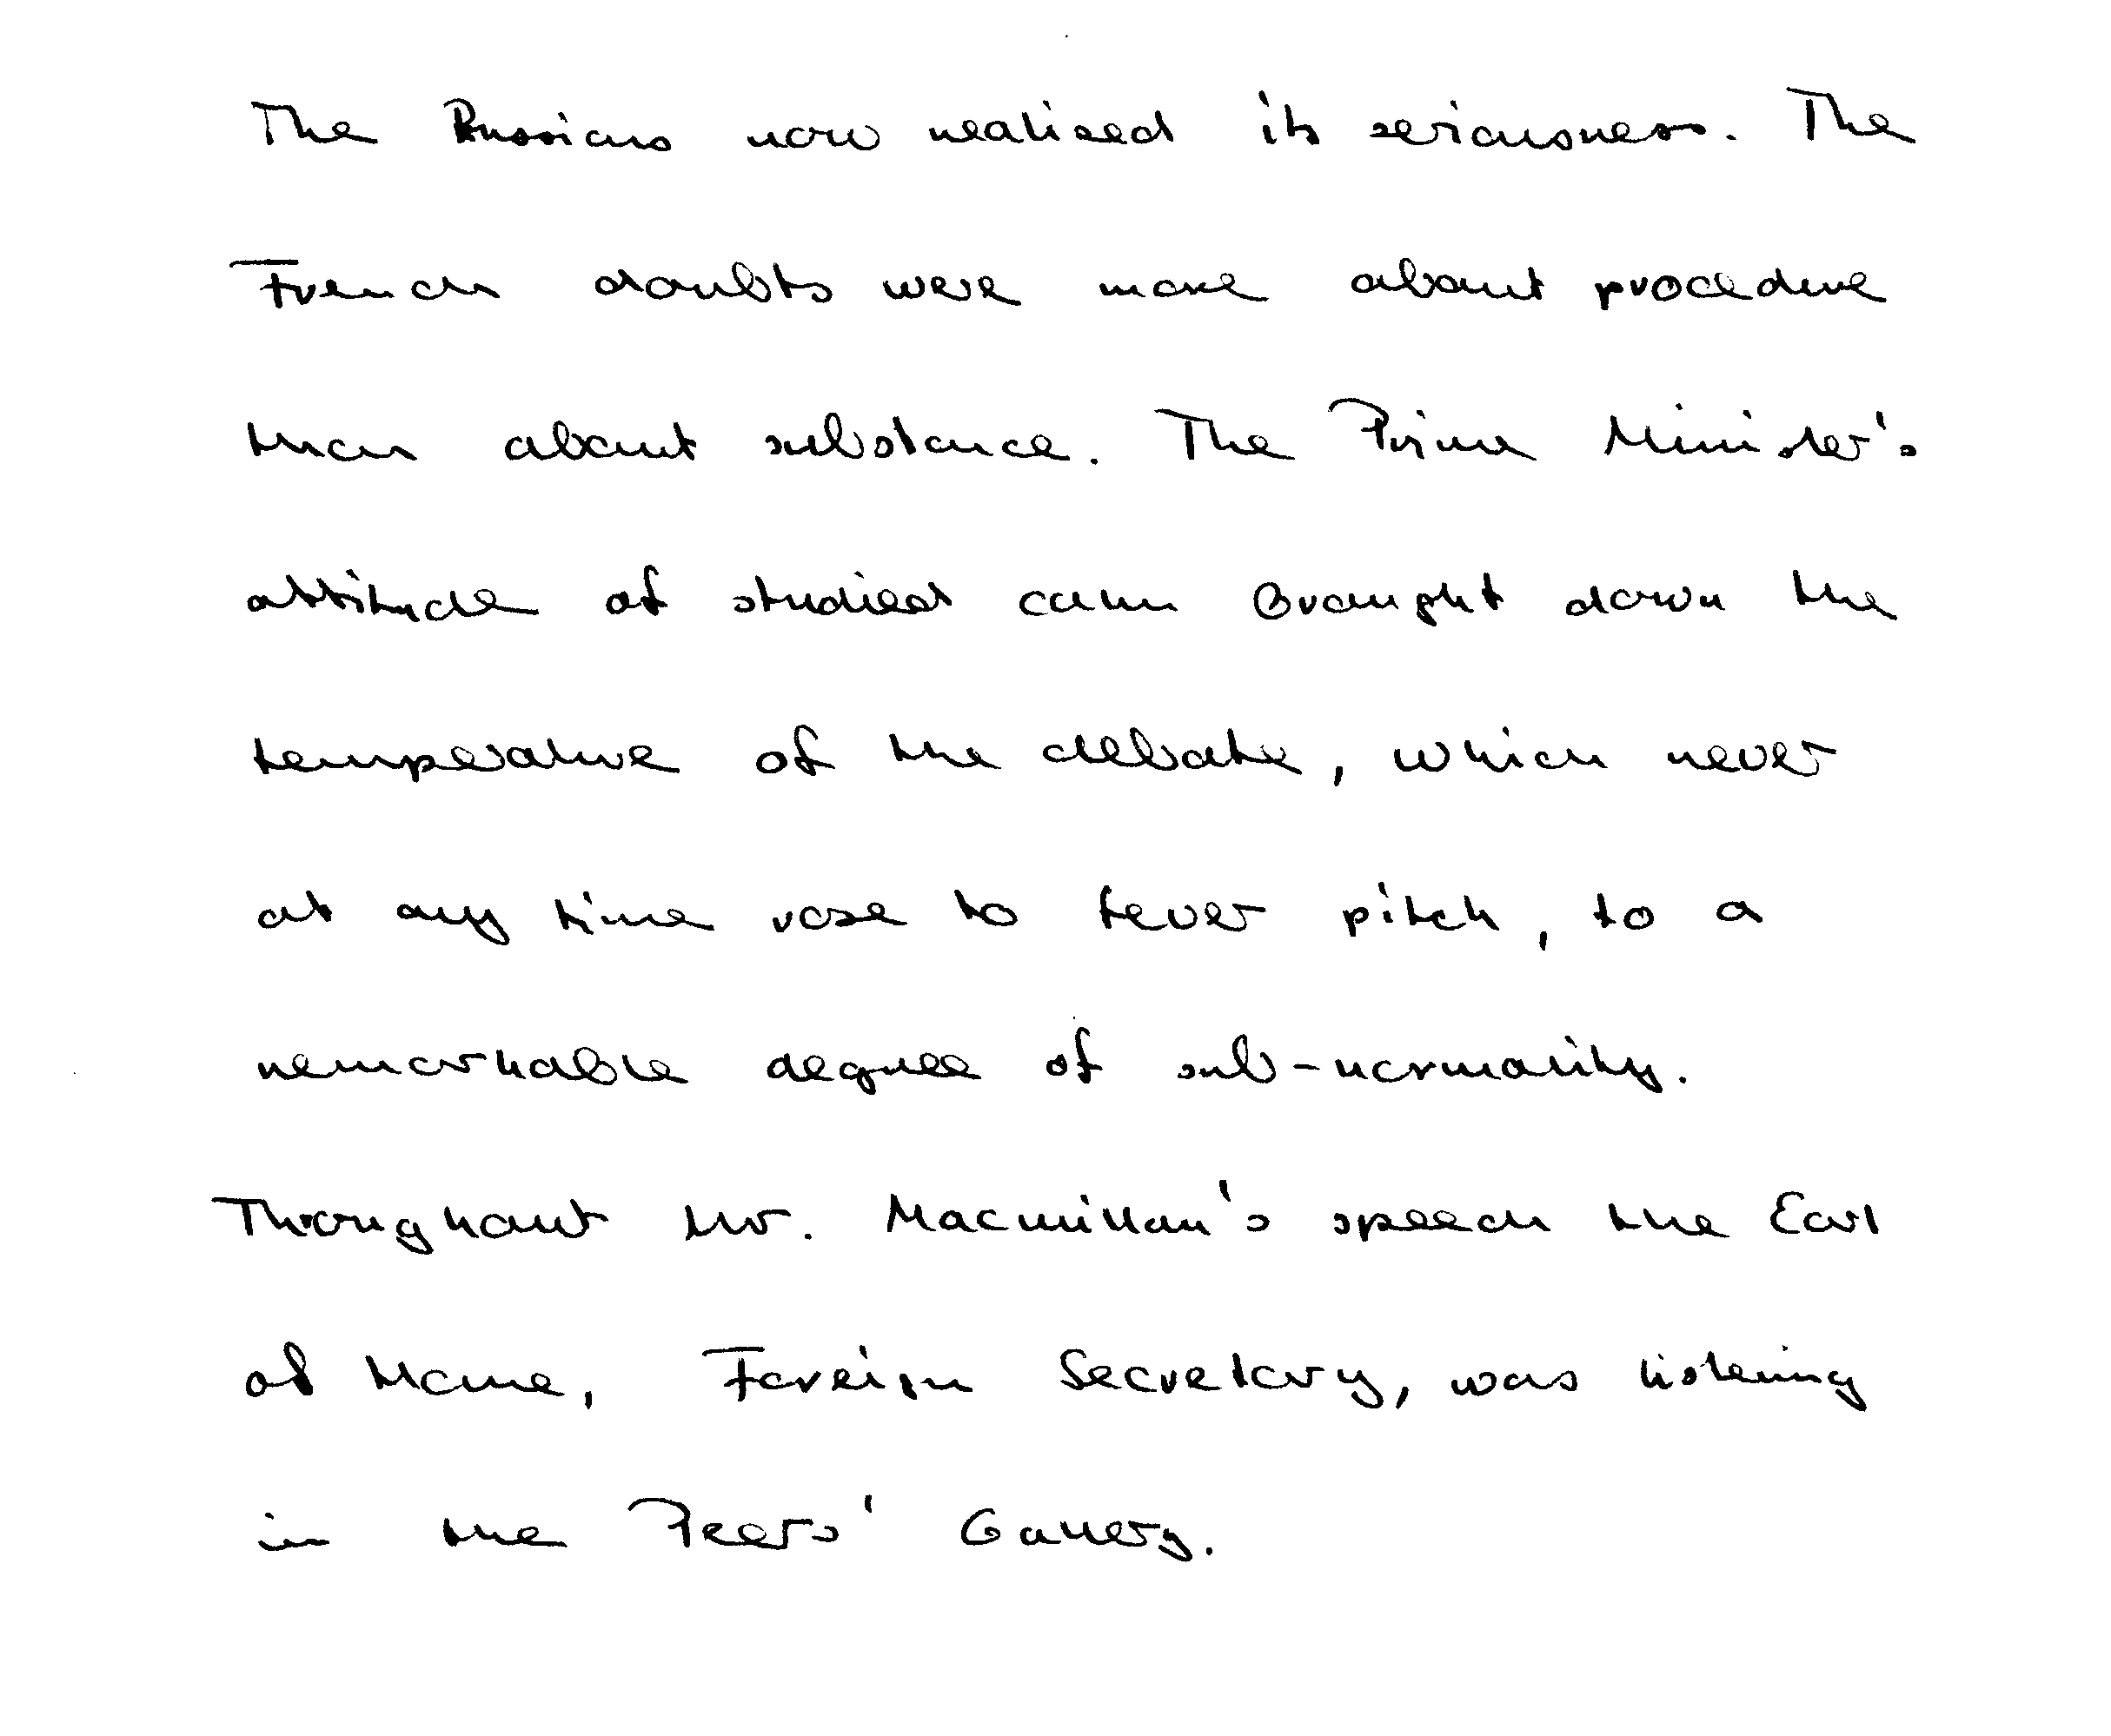 The Russians now realised its seriousness. The
French doubts were more about procedure
than about substance. The Prime Minister's
attitude of studied calm brought down the
temperature of the debate, which never
at any time rose to fever pitch, to a
remarkable degree of sub-normality.
Throughout Mr. Macmillan's speech the Earl
of Home, Foreign Secretary, was listening
in the Peers' Gallery.